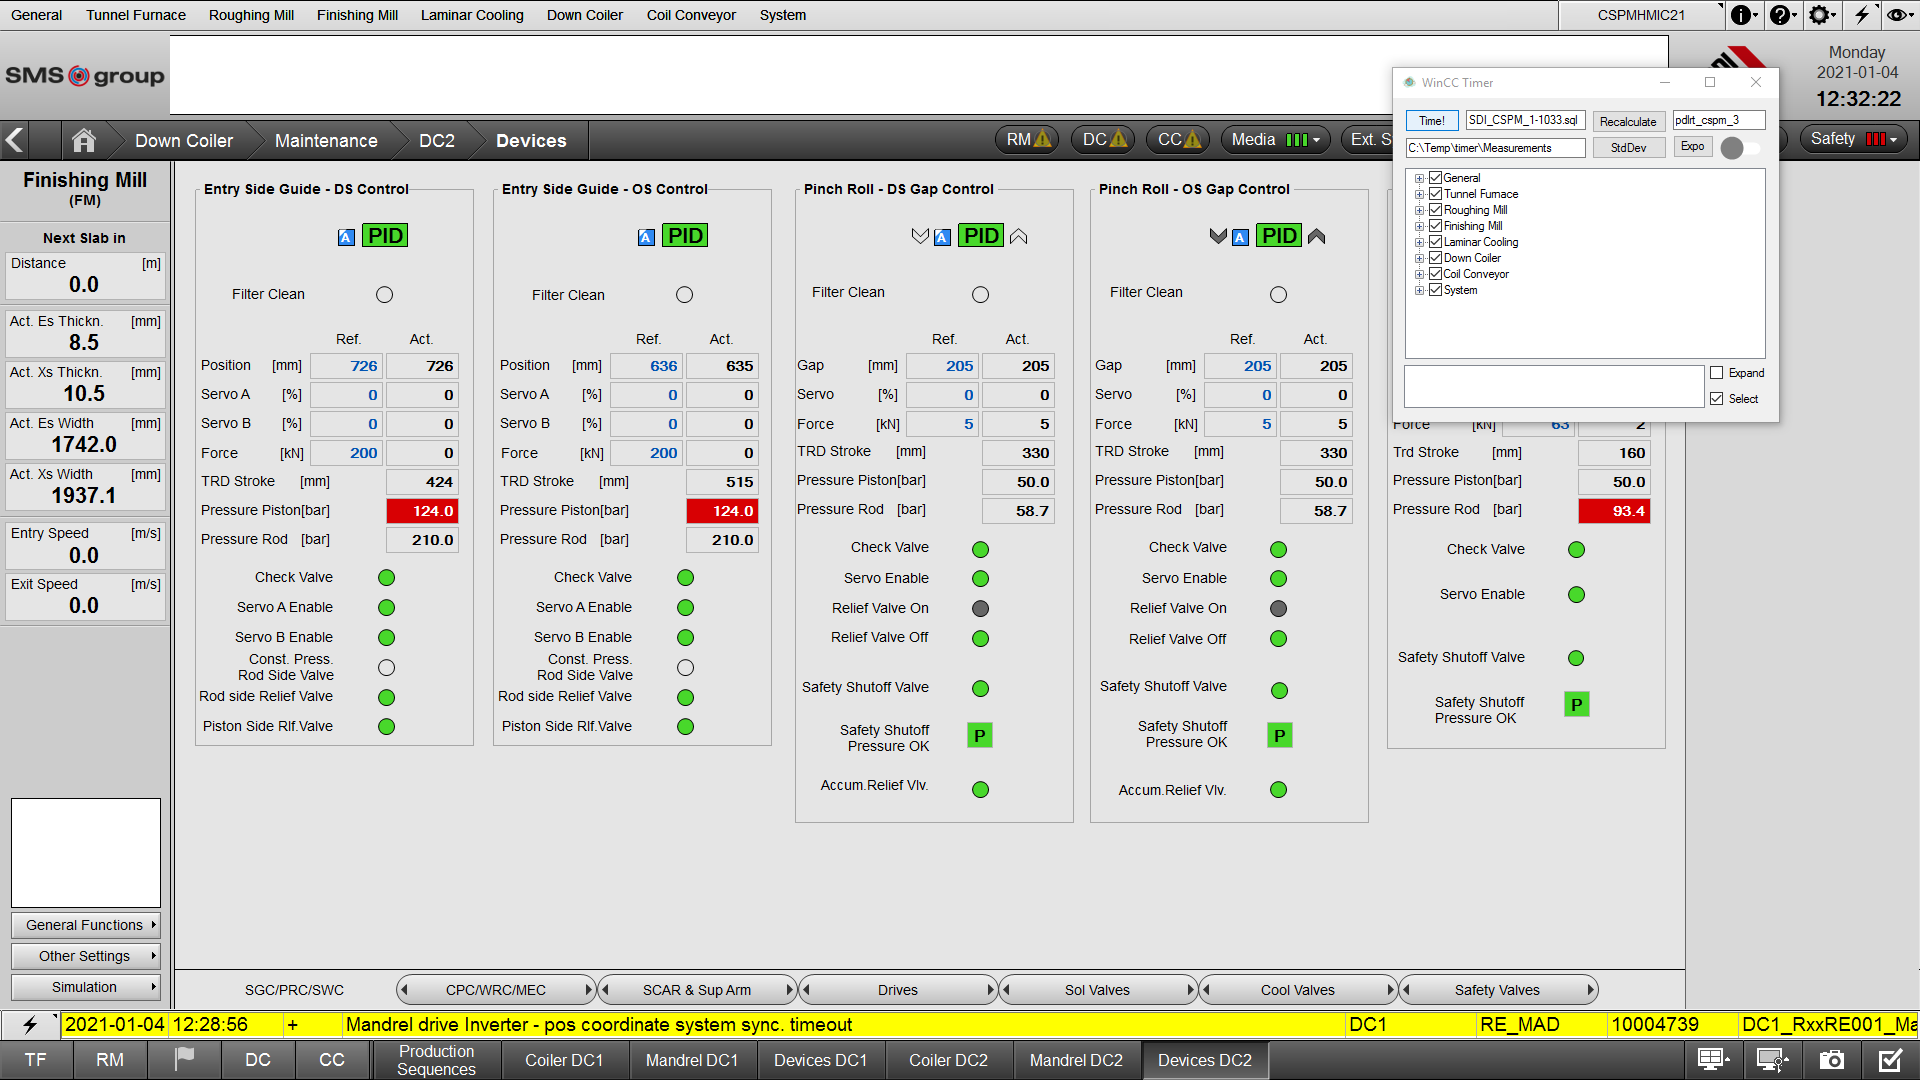 General Tunnel Furnace Roughing Mill Finishing Mill Laminar Cooling Down Coiler Coil Conveyor System CSPMHMIC21
SMS group
Monday
2021-01-04
12:32:22
Down Coiler Maintenance DC2 Devices RM DC CC Media Ext. S Safety
WinCC Timer
Time! SDI_CSPM_1-1033.sql Recalculate pdlrt_cspm_3
C:\Temp\timer\Measurements StdDev Expo
General
Tunnel Furnace
Roughing Mill
Finishing Mill
Laminar Cooling
Down Coiler
Coil Conveyor
System
Expand
Select
Finishing Mill
(FM)
Next Slab in
Distance [m]
0.0
Act. Es Thickn. [mm]
8.5
Act. Xs Thickn. [mm]
10.5
Act. Es Width [mm]
1742.0
Act. Xs Width [mm]
1937.1
Entry Speed [m/s]
0.0
Exit Speed [m/s]
0.0
General Functions
Other Settings
Simulation
Entry Side Guide - DS Control
A PID
Filter Clean
Ref. Act.
Position [mm] 726 726
Servo A [%] 0 0
Servo B [%] 0 0
Force [kN] 200 0
TRD Stroke [mm] 424
Pressure Piston[bar] 124.0
Pressure Rod [bar] 210.0
Check Valve
Servo A Enable
Servo B Enable
Const. Press.
Rod Side Valve
Rod side Relief Valve
Piston Side Rlf.Valve
Entry Side Guide - OS Control
A PID
Filter Clean
Ref. Act.
Position [mm] 636 635
Servo A [%] 0 0
Servo B [%] 0 0
Force [kN] 200 0
TRD Stroke [mm] 515
Pressure Piston[bar] 124.0
Pressure Rod [bar] 210.0
Check Valve
Servo A Enable
Servo B Enable
Const. Press.
Rod Side Valve
Rod side Relief Valve
Piston Side Rlf.Valve
Pinch Roll - DS Gap Control
A PID
Filter Clean
Ref. Act.
Gap [mm] 205 205
Servo [%] 0 0
Force [kN] 5 5
TRD Stroke [mm] 330
Pressure Piston[bar] 50.0
Pressure Rod [bar] 58.7
Check Valve
Servo Enable
Relief Valve On
Relief Valve Off
Safety Shutoff Valve
Safety Shutoff
Pressure OK P
Accum.Relief Vlv.
Pinch Roll - OS Gap Control
A PID
Filter Clean
Ref. Act.
Gap [mm] 205 205
Servo [%] 0 0
Force [kN] 5 5
TRD Stroke [mm] 330
Pressure Piston[bar] 50.0
Pressure Rod [bar] 58.7
Check Valve
Servo Enable
Relief Valve On
Relief Valve Off
Safety Shutoff Valve
Safety Shutoff
Pressure OK P
Accum.Relief Vlv.
Force [kN] 63 2
Trd Stroke [mm] 160
Pressure Piston[bar] 50.0
Pressure Rod [bar] 93.4
Check Valve
Servo Enable
Safety Shutoff Valve
Safety Shutoff
Pressure OK P
SGC/PRC/SWC CPC/WRC/MEC SCAR & Sup Arm Drives Sol Valves Cool Valves Safety Valves
2021-01-04 12:28:56 + Mandrel drive Inverter - pos coordinate system sync. timeout DC1 RE_MAD 10004739 DC1_RxxRE001_Ma
TF RM DC CC Production Sequences Coiler DC1 Mandrel DC1 Devices DC1 Coiler DC2 Mandrel DC2 Devices DC2